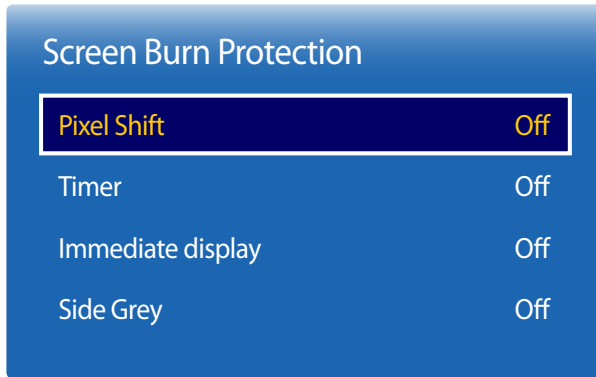 Screen Burn Protection
Pixel Shift Off
Timer Off
Immediate display Off
Side Grey Off